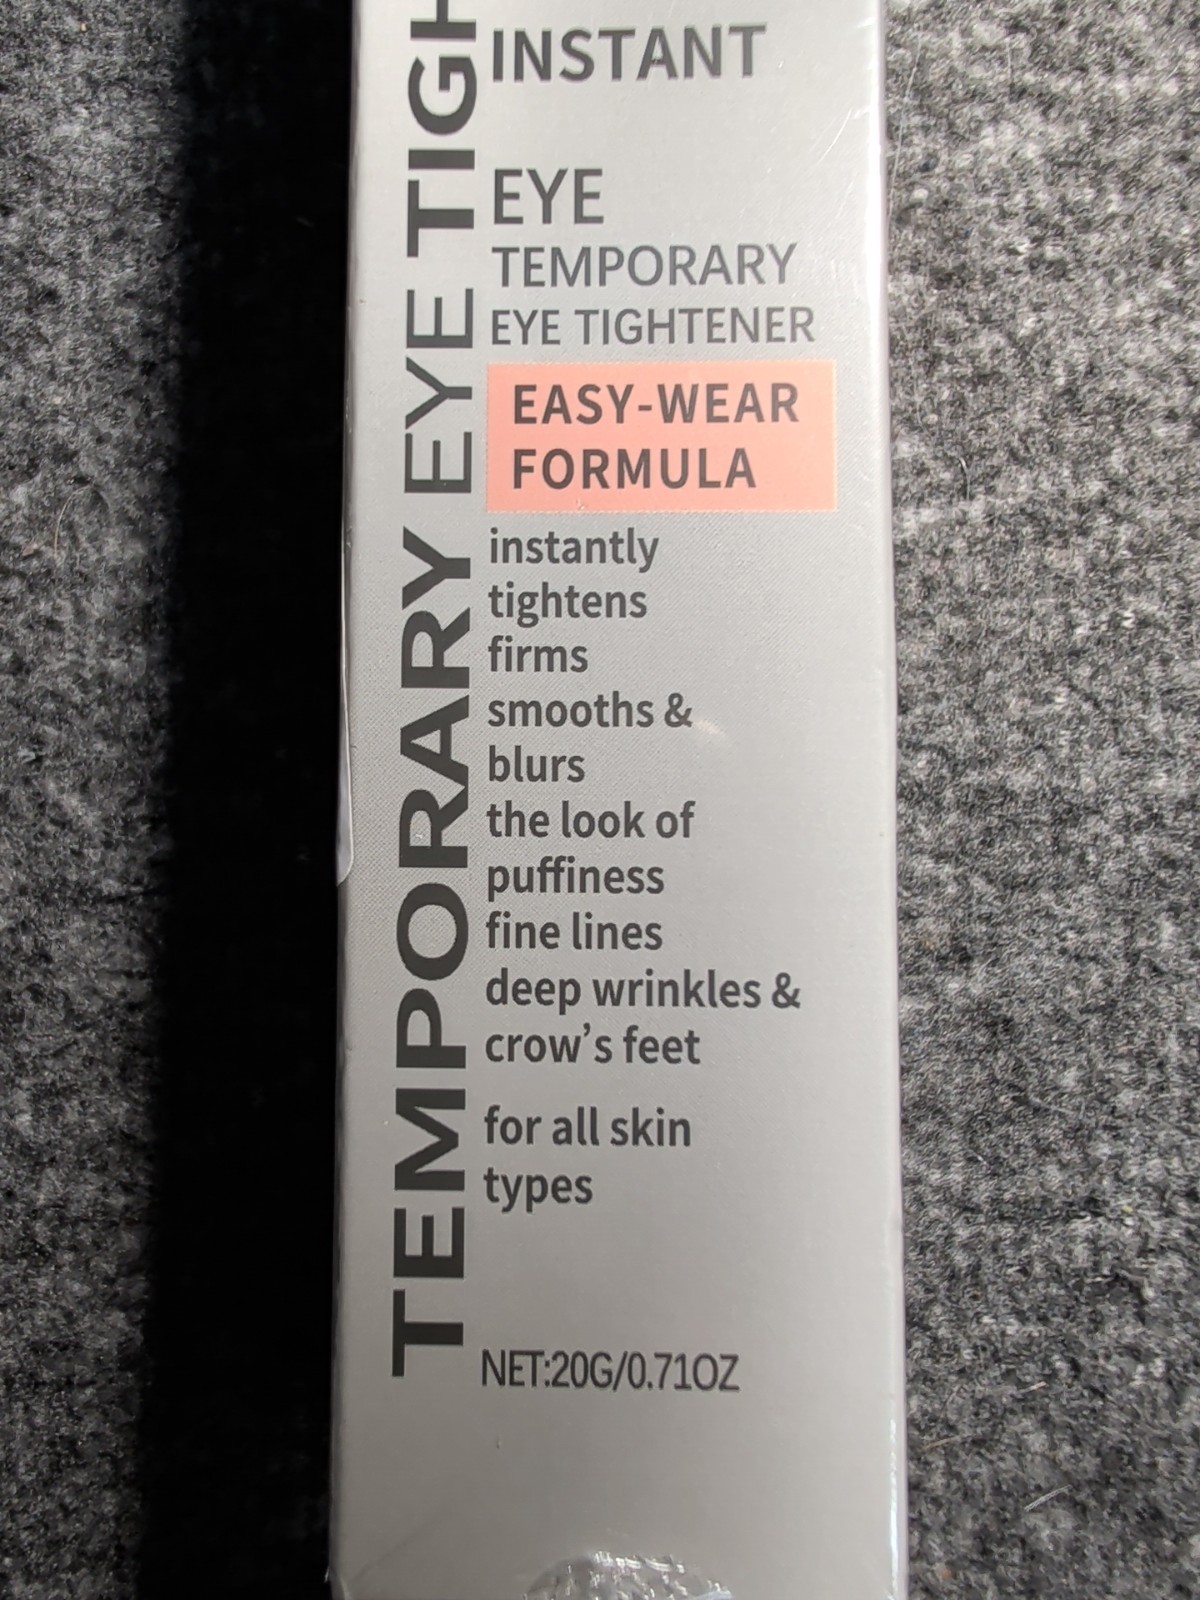 TEMPORARY EYE
INSTANT
EYE
TEMPORARY
EYE TIGHTENER
EASY-WEAR
FORMULA
instantly
tightens
firms
smooths &
blurs
the look of
puffiness
fine lines
deep wrinkles &
crow's feet
for all skin
types
NET:20G/0.71OZ